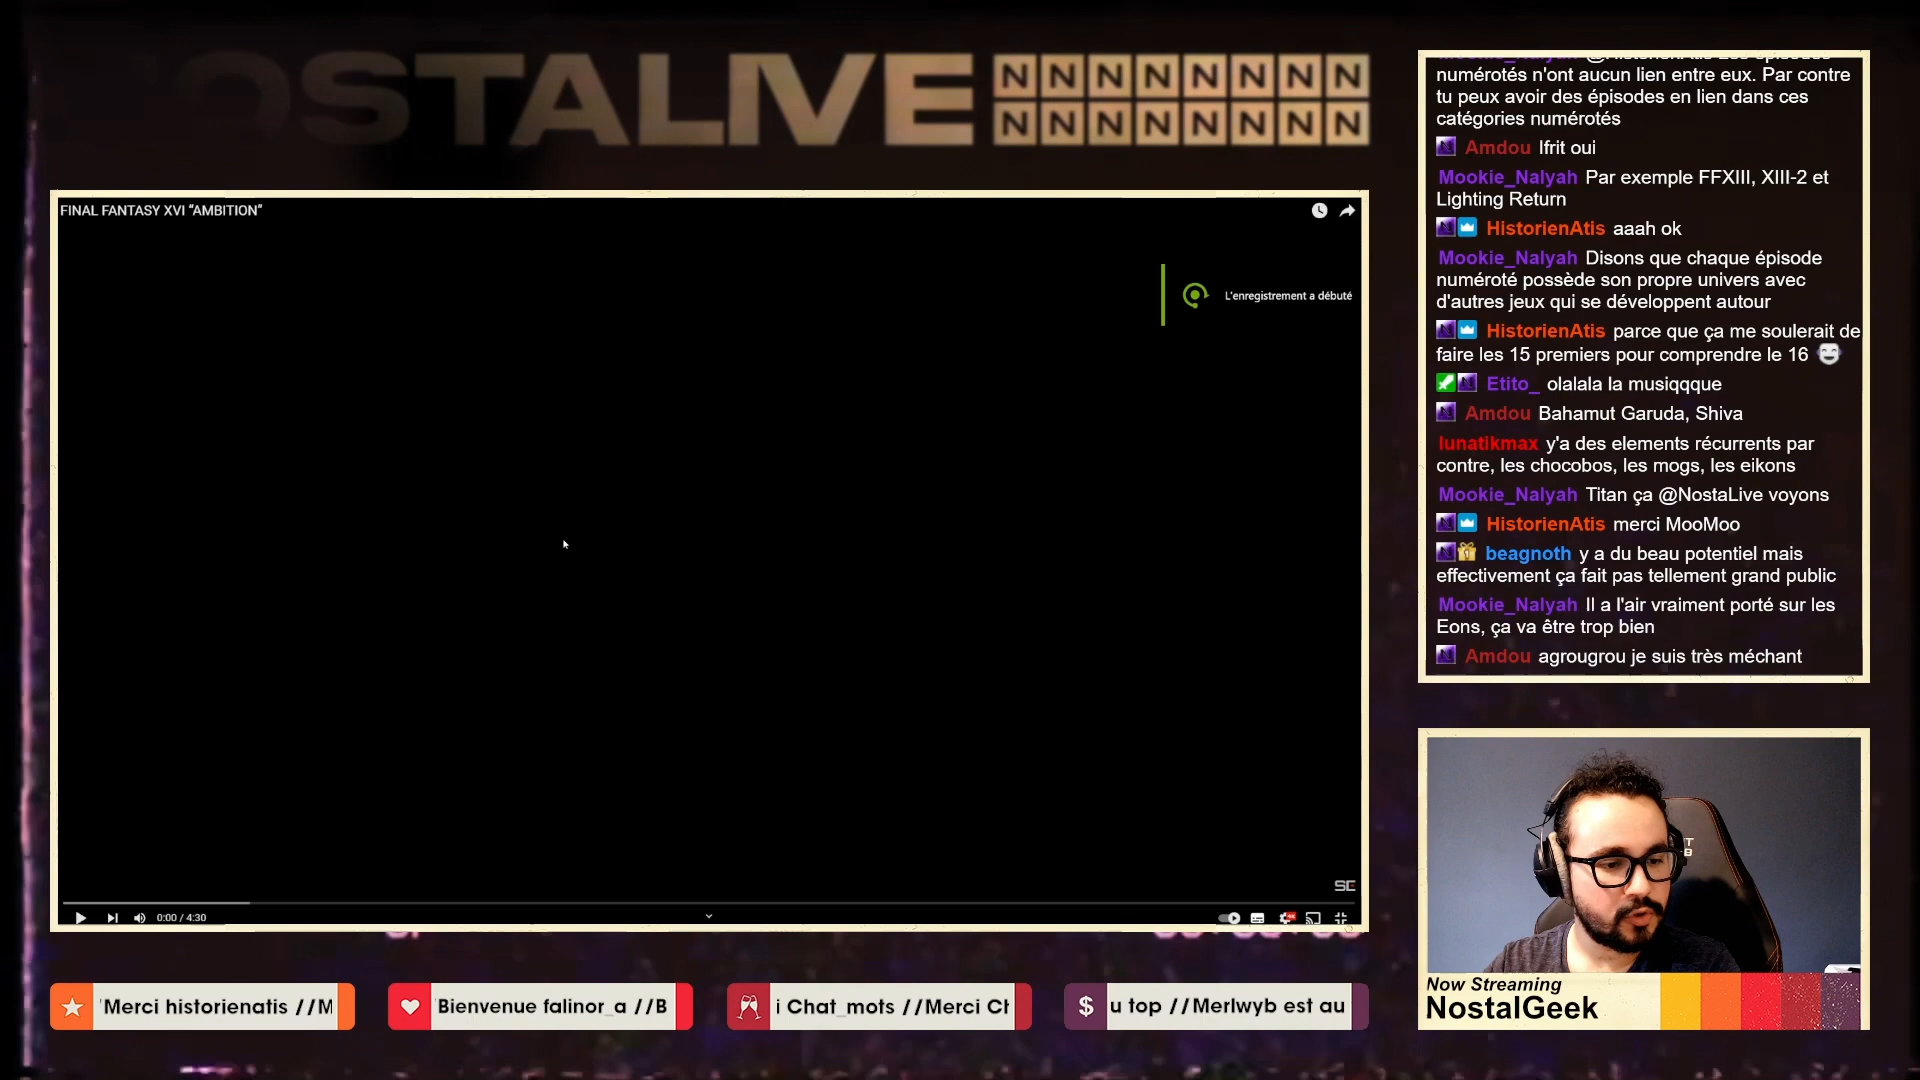 OSTALIVE NNNNNNNN
NNNNNNNN
FINAL FANTASY XVI “AMBITION”
L'enregistrement a débuté
SE
0:00 / 4:30
numérotés n'ont aucun lien entre eux. Par contre
tu peux avoir des épisodes en lien dans ces
catégories numérotés
Amdou Ifrit oui
Mookie_Nalyah Par exemple FFXIII, XIII-2 et
Lighting Return
HistorienAtis aaah ok
Mookie_Nalyah Disons que chaque épisode
numéroté possède son propre univers avec
d'autres jeux qui se développent autour
HistorienAtis parce que ça me soulerait de
faire les 15 premiers pour comprendre le 16
Etito_ olalala la musiqqque
Amdou Bahamut Garuda, Shiva
lunatikmax y'a des elements récurrents par
contre, les chocobos, les mogs, les eikons
Mookie_Nalyah Titan ça @NostaLive voyons
HistorienAtis merci MooMoo
beagnoth y a du beau potentiel mais
effectivement ça fait pas tellement grand public
Mookie_Nalyah Il a l'air vraiment porté sur les
Eons, ça va être trop bien
Amdou agrougrou je suis très méchant
Now Streaming
NostalGeek
'Merci historienatis //M
Bienvenue falinor_a //B
i Chat_mots //Merci Ch
$ u top //Merlwyb est au